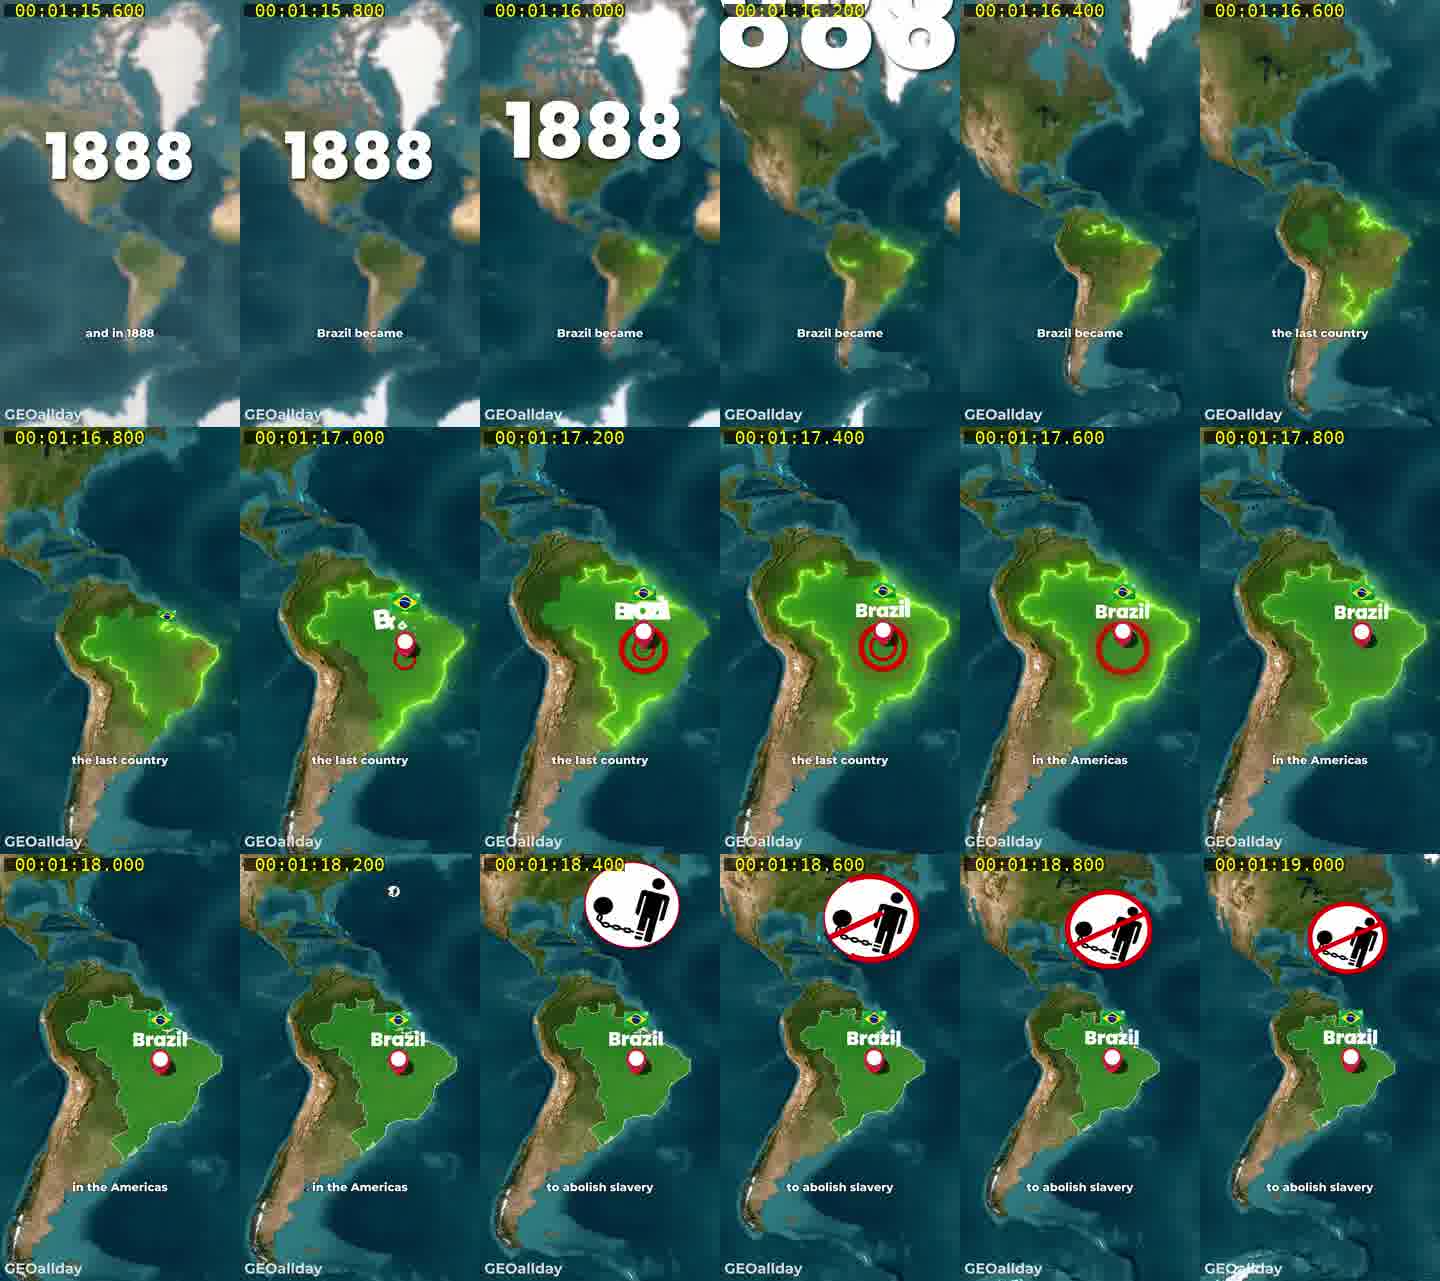 00:01:15.600
1888
and in 1888
GEOallday
00:01:15.800
1888
Brazil became
GEOallday
00:01:16.000
1888
Brazil became
GEOallday
00:01:16.200
888
Brazil became
GEOallday
00:01:16.400
Brazil became
GEOallday
00:01:16.600
the last country
GEOallday
00:01:16.800
the last country
GEOallday
00:01:17.000
the last country
GEOallday
00:01:17.200
the last country
GEOallday
00:01:17.400
Brazil
the last country
GEOallday
00:01:17.600
Brazil
in the Americas
GEOallday
00:01:17.800
Brazil
in the Americas
GEOallday
00:01:18.000
Brazil
in the Americas
GEOallday
00:01:18.200
Brazil
in the Americas
GEOallday
00:01:18.400
Brazil
to abolish slavery
GEOallday
00:01:18.600
Brazil
to abolish slavery
GEOallday
00:01:18.800
Brazil
to abolish slavery
GEOallday
00:01:19.000
Brazil
to abolish slavery
GEOallday